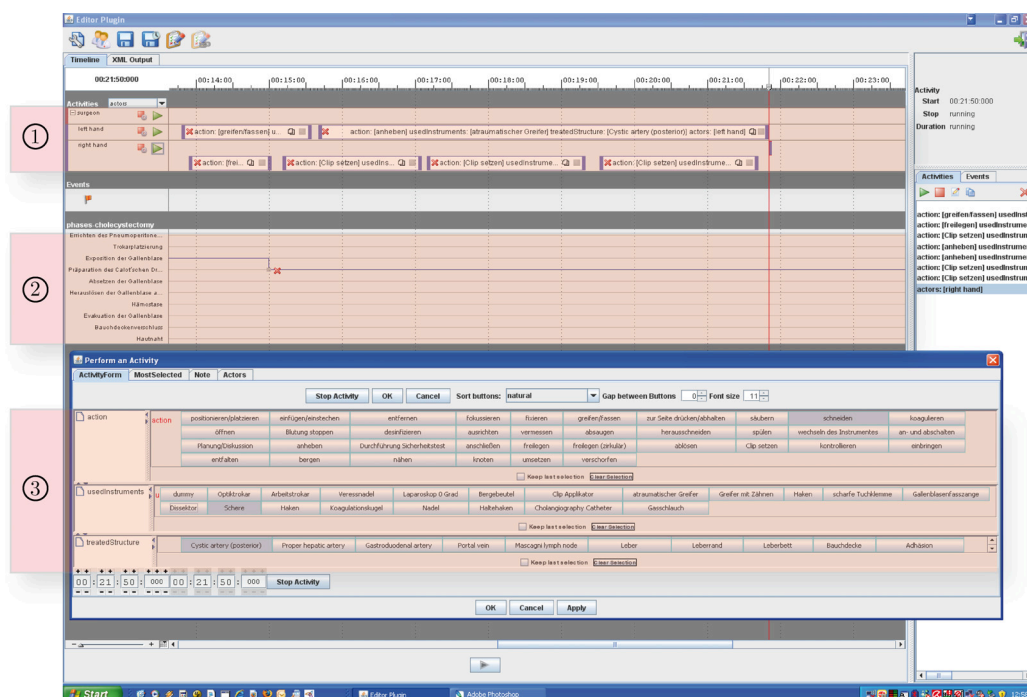 Editor Plugin
Timeline XML Output
00:21:50:000 00:14:00 00:15:00 00:16:00 00:17:00 00:18:00 00:19:00 00:20:00 00:21:00 00:22:00 00:23:00
Activity
Start 00:21:50:000
Stop running
Duration running
Activities actors
surgeon
1
left hand action: [greifen/fassen] u... action: [anheben] usedInstruments: [atraumatischer Greifer] treatedStructure: [Cystic artery (posterior)] actors: [left hand]
right hand
action: [frei... action: [Clip setzen] usedIns... action: [Clip setzen] usedInstrume... action: [Clip setzen] usedInstrume...
Activities Events
Events
action: [greifen/fassen] usedInst
action: [freilegen] usedInstrume
action: [Clip setzen] usedInstrum
action: [anheben] usedInstrume
action: [anheben] usedInstrume
action: [Clip setzen] usedInstrum
action: [Clip setzen] usedInstrum
actors: [right hand]
phases cholecystectomy
Errichten des Pneumoperitone...
Trokarplatzierung
Exposition der Gallenblase
Präparation des Calot'schen Dr...
2
Absetzen der Gallenblase
Herauslösen der Gallenblase a...
Hämostase
Evakuation der Gallenblase
Bauchdeckenverschluss
Hautnaht
Perform an Activity
ActivityForm MostSelected Note Actors
Stop Activity OK Cancel Sort buttons: natural Gap between Buttons 0 Font size 11
action action positionieren/platzieren einfügen/einstechen entfernen fokussieren fixieren greifen/fassen zur Seite drücken/abhalten säubern schneiden koagulieren
öffnen Blutung stoppen desinfizieren ausrichten vermessen absaugen herausschneiden spülen wechseln des Instrumentes an- und abschalten
Planung/Diskussion anheben Durchführung Sicherheitstest anschließen freilegen freilegen (zirkulär) ablösen Clip setzen kontrollieren einbringen
entfalten bergen nähen knoten umsetzen verschorfen
Keep last selection Clear Selection
3
usedInstruments u dummy Optiktrokar Arbeitstrokar Veressnadel Laparoskop 0 Grad Bergebeutel Clip Applikator atraumatischer Greifer Greifer mit Zähnen Haken scharfe Tuchklemme Gallenblasenfasszange
Dissektor Schere Haken Koagulationskugel Nadel Haltehaken Cholangiography Catheter Gasschlauch
Keep last selection Clear Selection
treatedStructure Cystic artery (posterior) Proper hepatic artery Gastroduodenal artery Portal vein Mascagni lymph node Leber Leberrand Leberbett Bauchdecke Adhäsion
Keep last selection Clear Selection
00 : 21 : 50 : 000 00 : 21 : 50 : 000 Stop Activity
OK Cancel Apply
Start Editor Plugin Adobe Photoshop